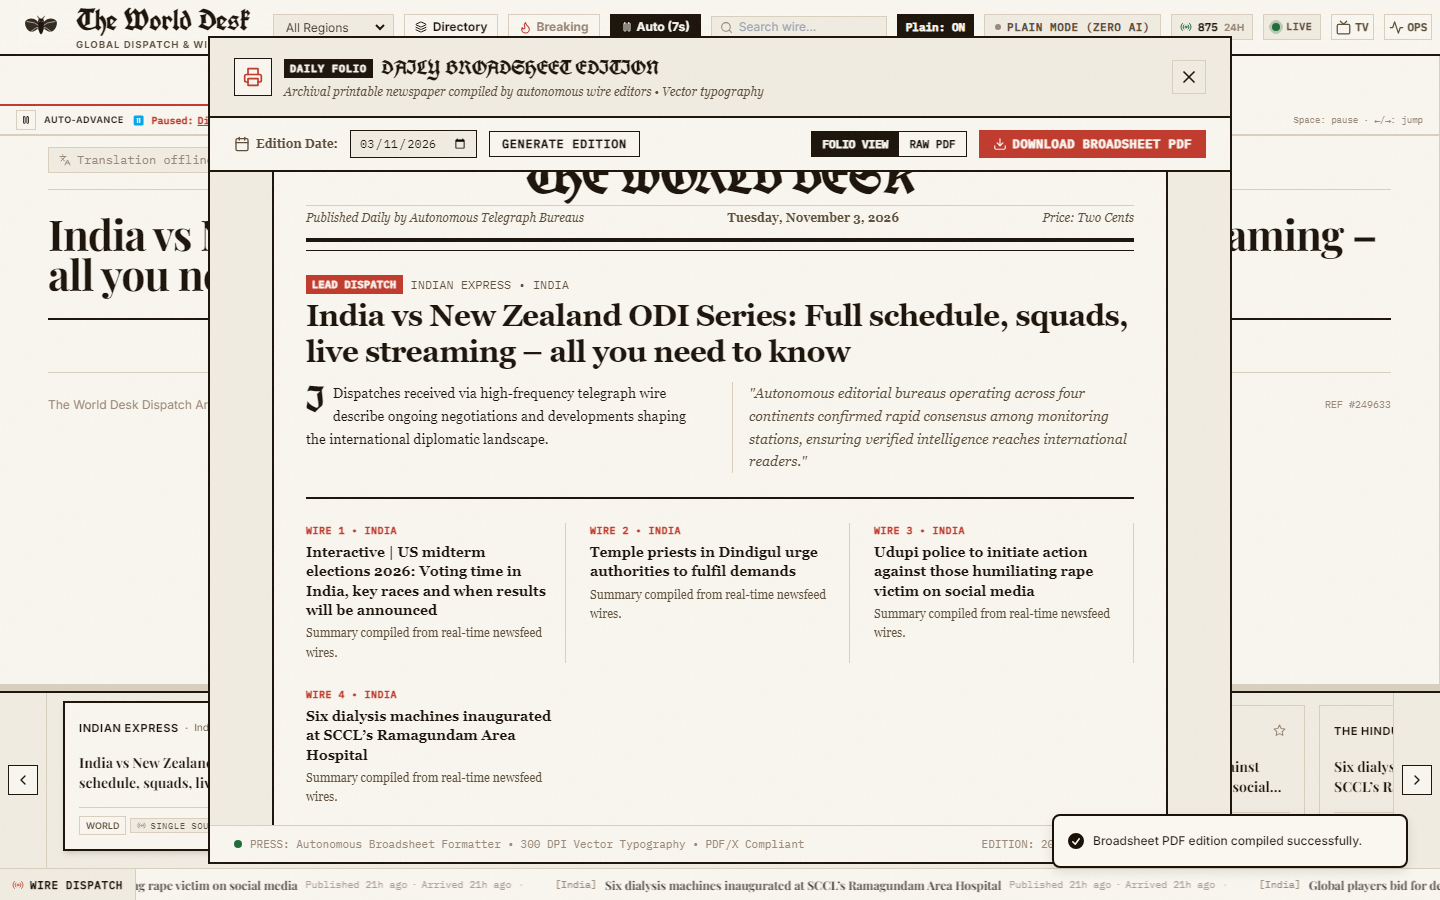 The World Desk
GLOBAL DISPATCH & WI
All Regions
Directory
Breaking
Auto (7s)
Search wire...
Plain: ON
PLAIN MODE (ZERO AI)
875 24H
LIVE
TV
OPS
DAILY FOLIO DAILY BROADSHEET EDITION
Archival printable newspaper compiled by autonomous wire editors • Vector typography
AUTO-ADVANCE
Paused: Di
Space: pause · ←/→: jump
Edition Date:
03/11/2026
GENERATE EDITION
FOLIO VIEW
RAW PDF
DOWNLOAD BROADSHEET PDF
Translation offlin
THE WORLD DESK
Published Daily by Autonomous Telegraph Bureaus
Tuesday, November 3, 2026
Price: Two Cents
India vs N
all you ne
eaming –
LEAD DISPATCH INDIAN EXPRESS • INDIA
India vs New Zealand ODI Series: Full schedule, squads,
live streaming – all you need to know
The World Desk Dispatch Ar
REF #249633
J Dispatches received via high-frequency telegraph wire
describe ongoing negotiations and developments shaping
the international diplomatic landscape.
"Autonomous editorial bureaus operating across four
continents confirmed rapid consensus among monitoring
stations, ensuring verified intelligence reaches international
readers."
WIRE 1 • INDIA
Interactive | US midterm
elections 2026: Voting time in
India, key races and when results
will be announced
Summary compiled from real-time newsfeed
wires.
WIRE 2 • INDIA
Temple priests in Dindigul urge
authorities to fulfil demands
Summary compiled from real-time newsfeed
wires.
WIRE 3 • INDIA
Udupi police to initiate action
against those humiliating rape
victim on social media
Summary compiled from real-time newsfeed
wires.
WIRE 4 • INDIA
Six dialysis machines inaugurated
at SCCL's Ramagundam Area
Hospital
Summary compiled from real-time newsfeed
wires.
INDIAN EXPRESS · Ind
India vs New Zealan
schedule, squads, liv
WORLD
SINGLE SOU
ainst
social...
THE HINDU
Six dialys
SCCL's R
PRESS: Autonomous Broadsheet Formatter • 300 DPI Vector Typography • PDF/X Compliant
EDITION: 20
Broadsheet PDF edition compiled successfully.
WIRE DISPATCH
ng rape victim on social media Published 21h ago · Arrived 21h ago ·
[India] Six dialysis machines inaugurated at SCCL's Ramagundam Area Hospital Published 21h ago · Arrived 21h ago ·
[India] Global players bid for de